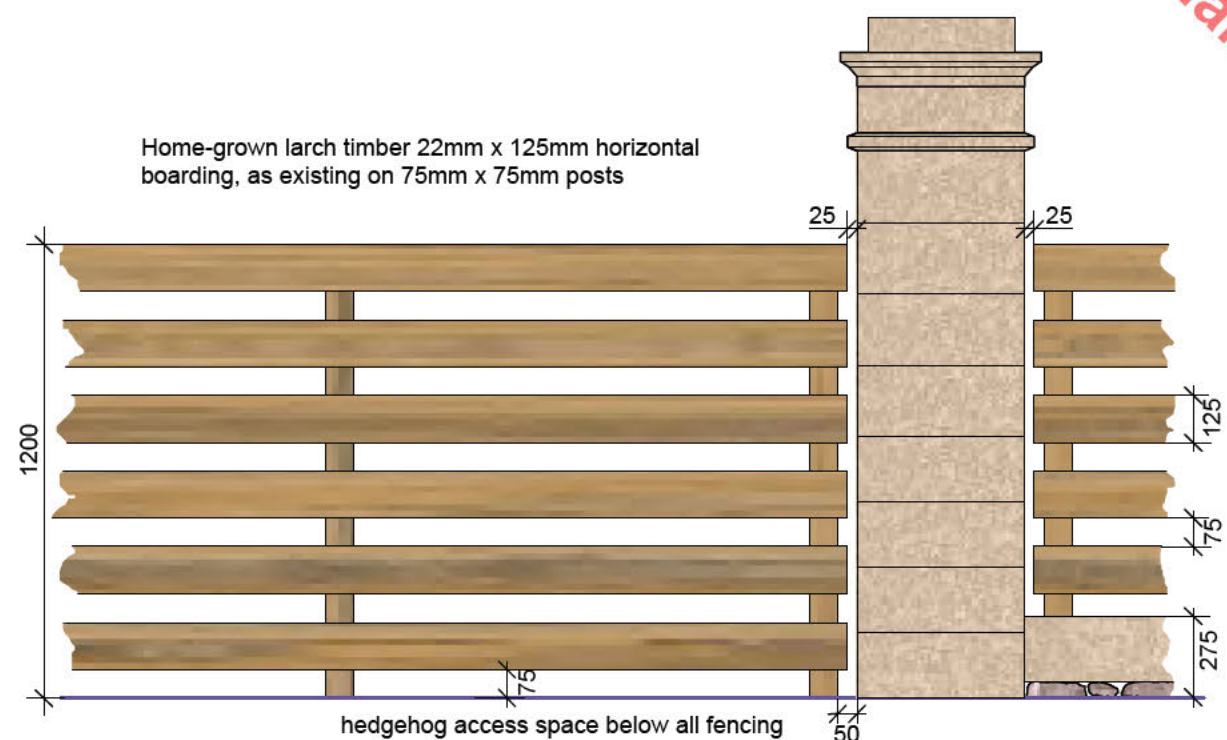 Home-grown larch timber 22mm x 125mm horizontal
boarding, as existing on 75mm x 75mm posts
25
25
1200
125
75
275
75
hedgehog access space below all fencing
50